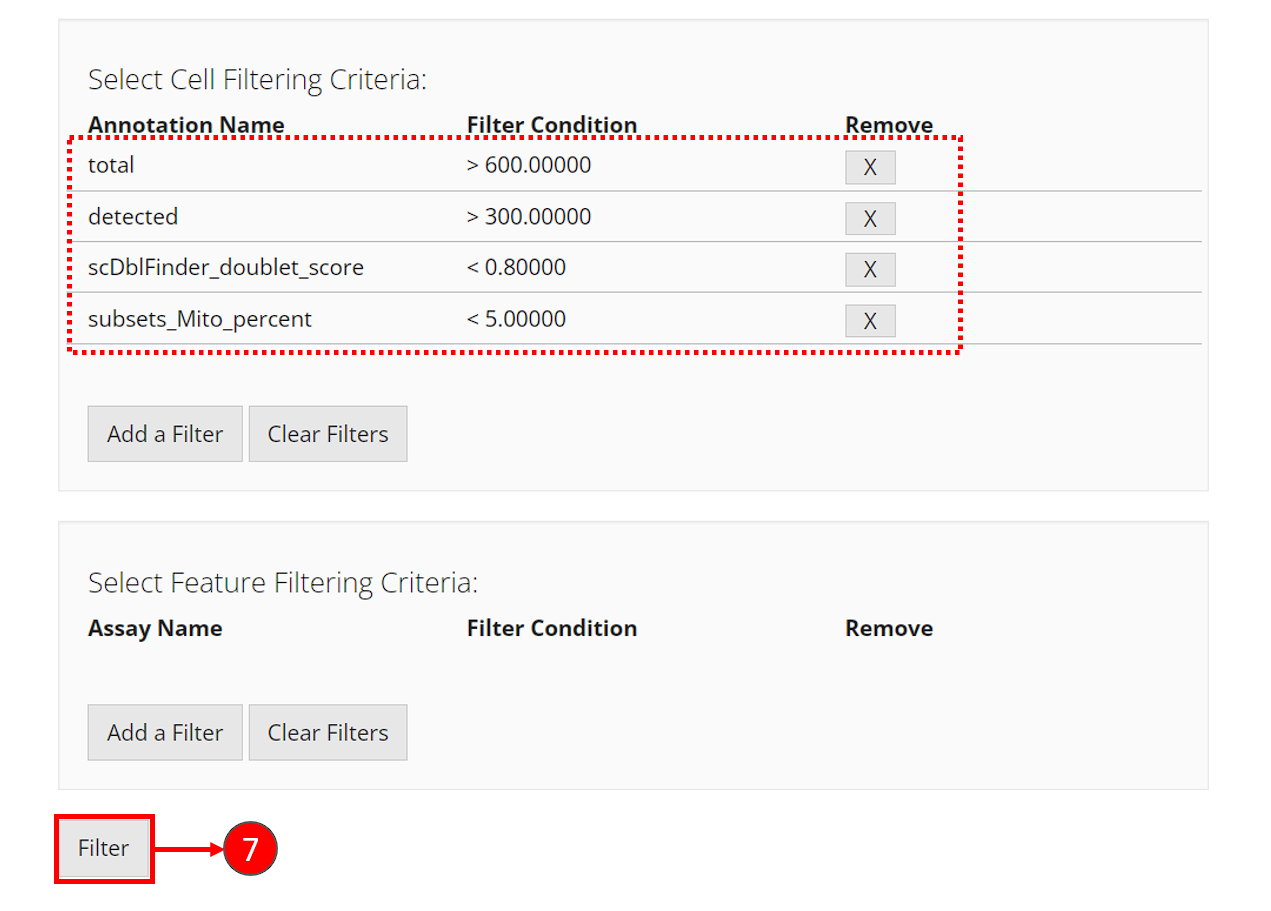 Select Cell Filtering Criteria:
Annotation Name Filter Condition Remove
total > 600.00000 X
detected > 300.00000 X
scDblFinder_doublet_score < 0.80000 X
subsets_Mito_percent < 5.00000 X
Add a Filter Clear Filters
Select Feature Filtering Criteria:
Assay Name Filter Condition Remove
Add a Filter Clear Filters
Filter 7